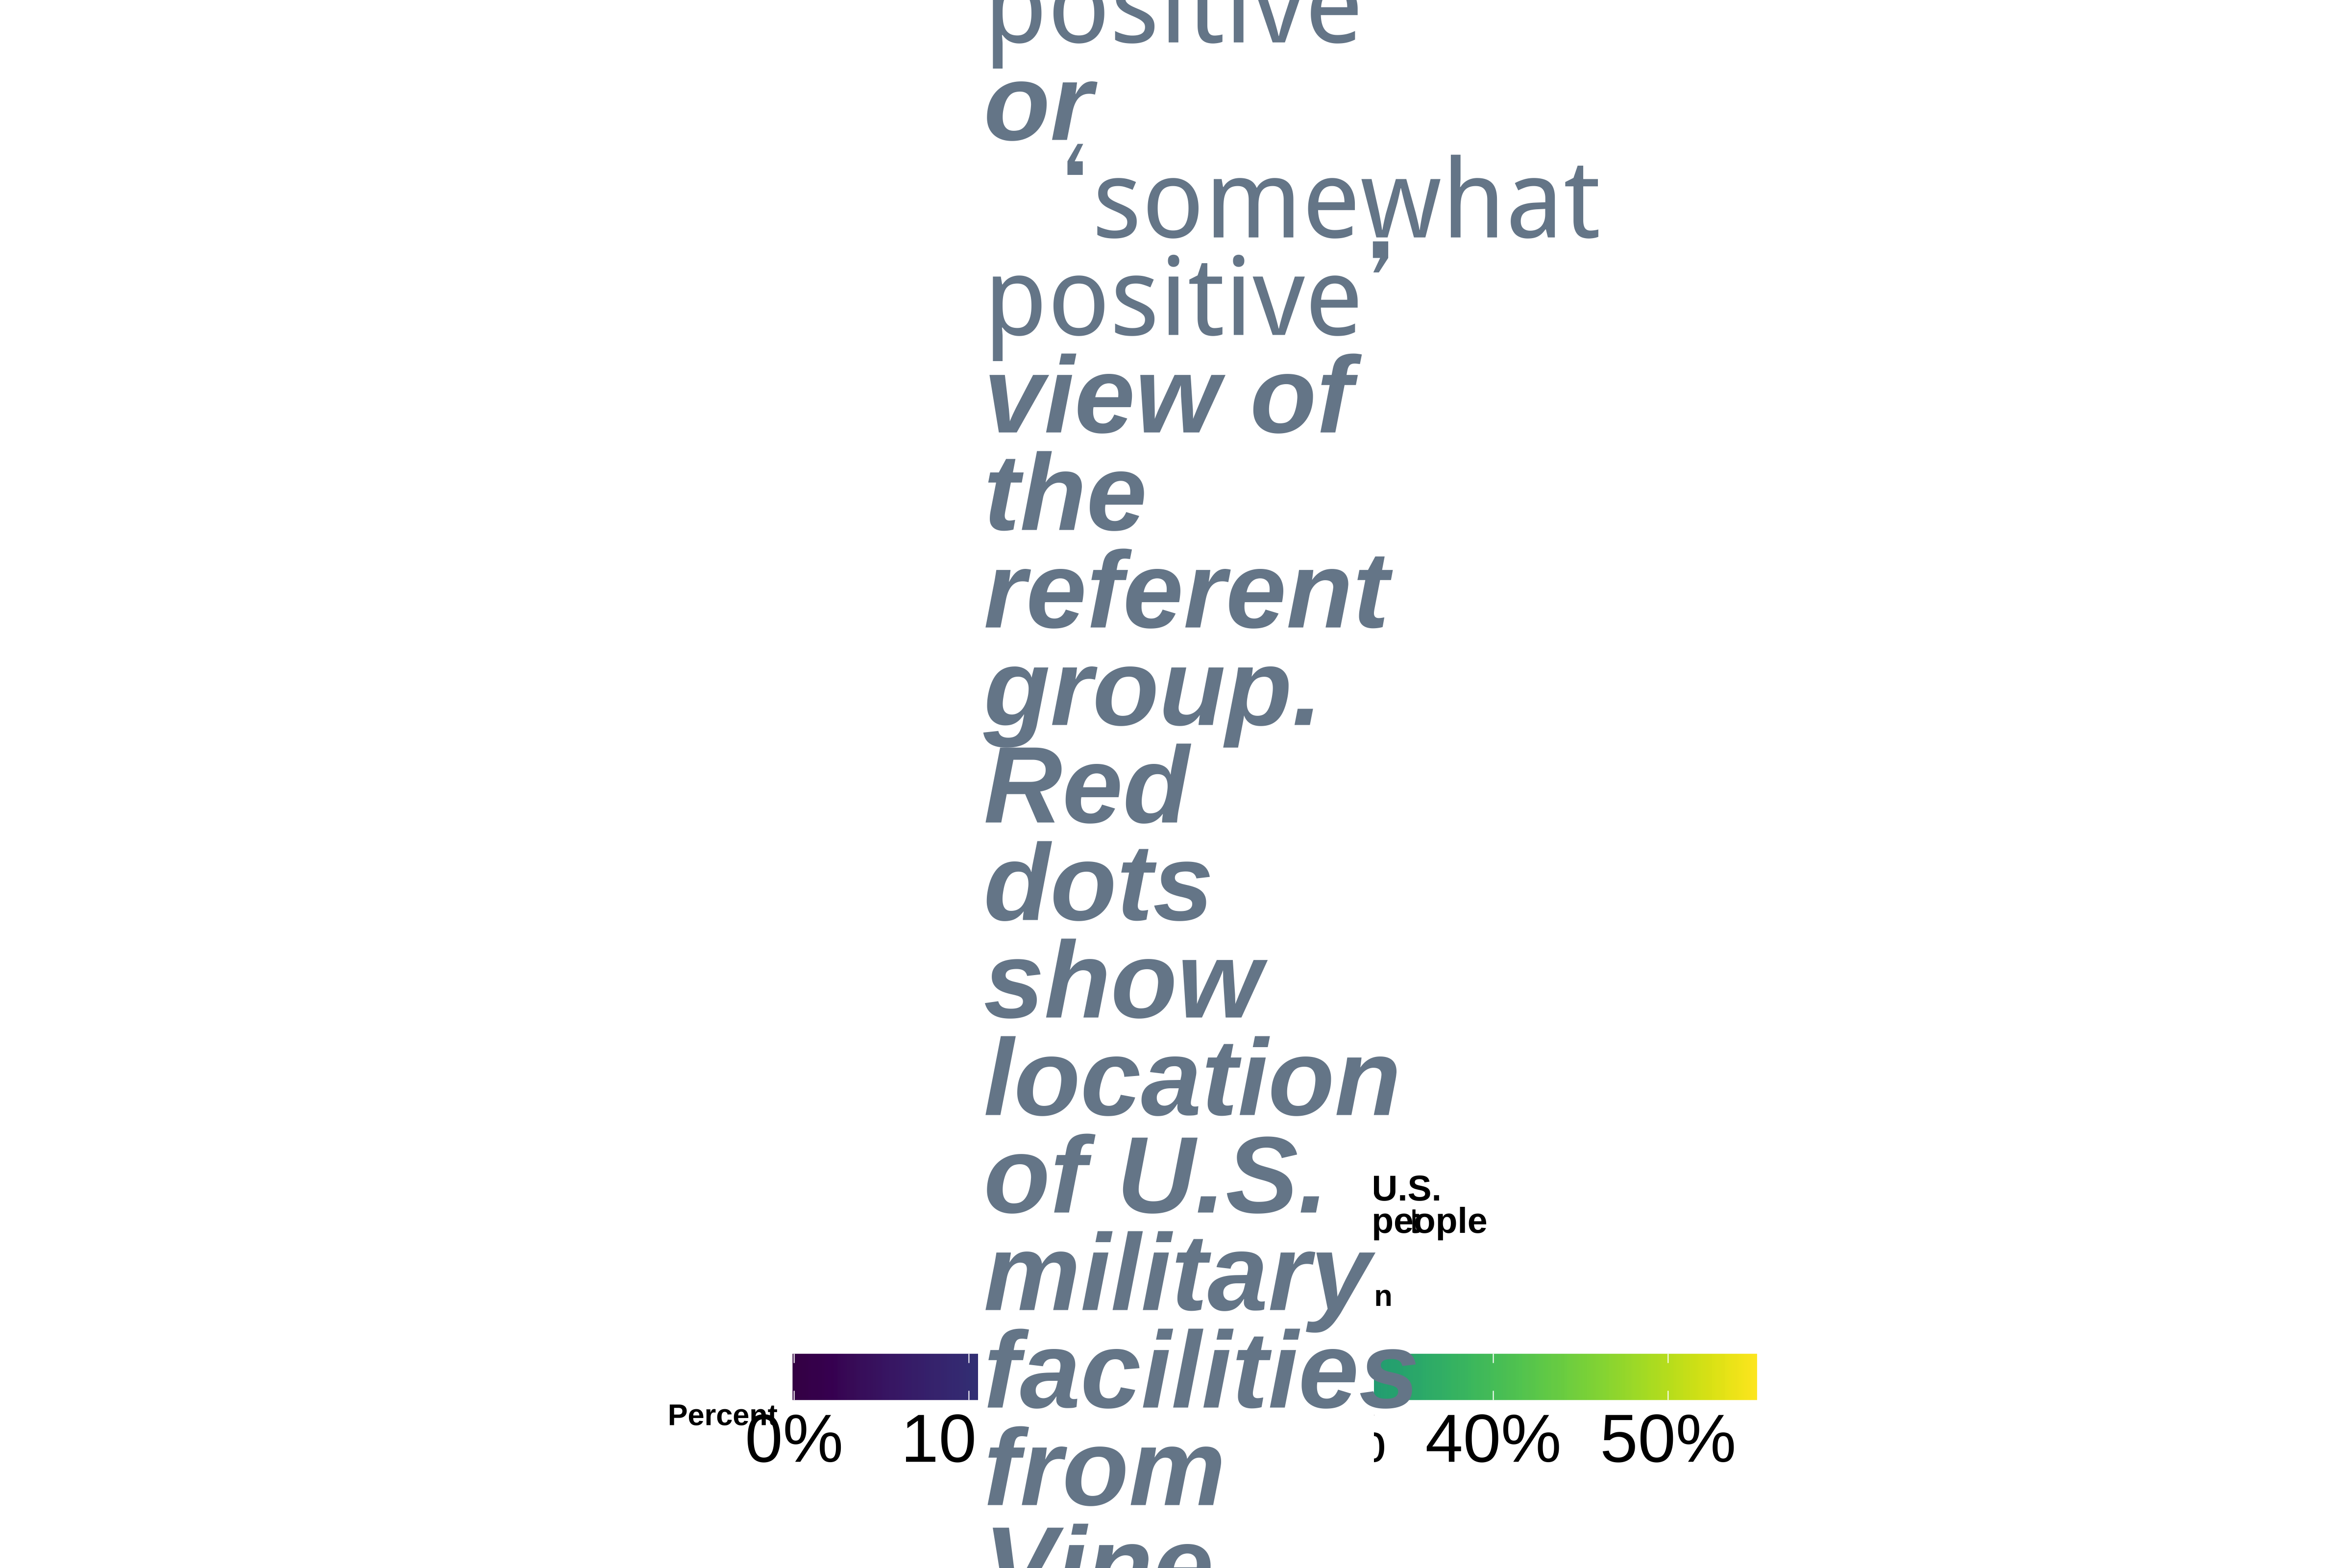 positive
or
‘somewhat
positive’
view of
the
referent
group.
Red
dots
show
location
of U.S.
military
facilities
from
Vine
U.S.
people
n
Percent
0% 10 40% 50%